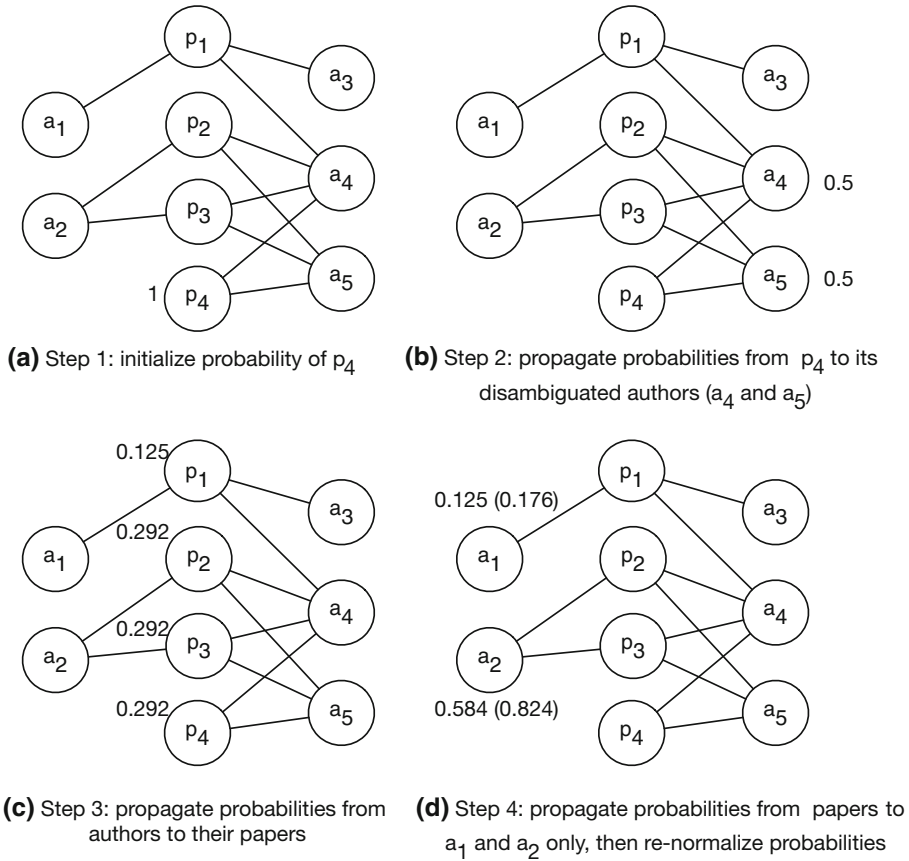 p1
a3
a1
p2
a4
a2
p3
a5
1
p4
(a) Step 1: initialize probability of p4
p1
a3
a1
p2
a4
0.5
a2
p3
a5
0.5
p4
(b) Step 2: propagate probabilities from p4 to its
disambiguated authors (a4 and a5)
0.125
p1
a3
0.292
a1
p2
a4
0.292
a2
p3
0.292
a5
p4
(c) Step 3: propagate probabilities from
authors to their papers
p1
0.125 (0.176)
a3
a1
p2
a4
a2
p3
0.584 (0.824)
a5
p4
(d) Step 4: propagate probabilities from papers to
a1 and a2 only, then re-normalize probabilities